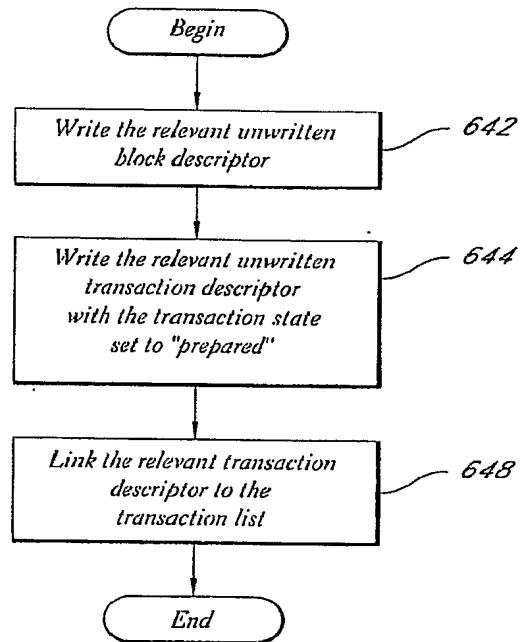 Begin
Write the relevant unwritten
block descriptor
642
Write the relevant unwritten
transaction descriptor
with the transaction state
set to "prepared"
644
Link the relevant transaction
descriptor to the
transaction list
648
End